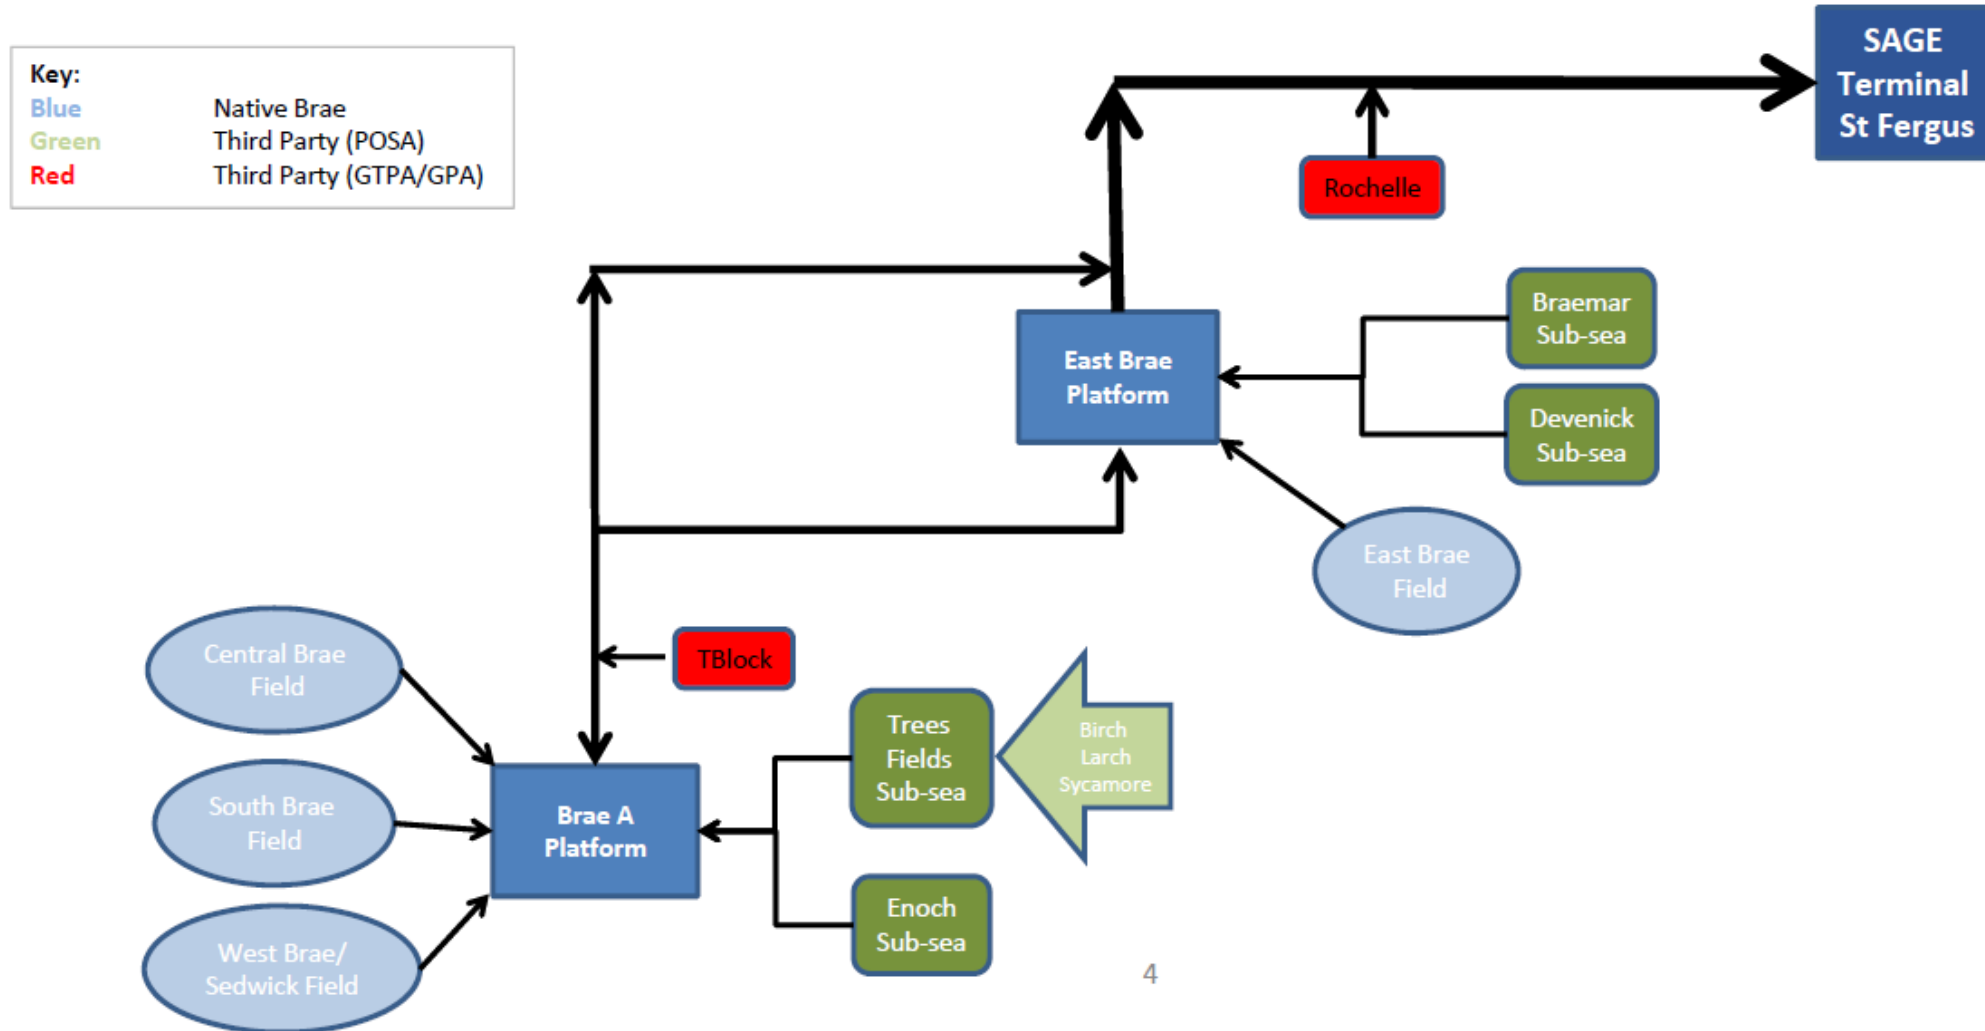 Key:
Blue Native Brae
Green Third Party (POSA)
Red Third Party (GTPA/GPA)
SAGE
Terminal
St Fergus
Rochelle
Braemar
Sub-sea
East Brae
Platform
Devenick
Sub-sea
East Brae
Field
Central Brae
Field
TBlock
Trees
Fields
Sub-sea
Birch
Larch
Sycamore
South Brae
Field
Brae A
Platform
Enoch
Sub-sea
West Brae/
Sedwick Field
4